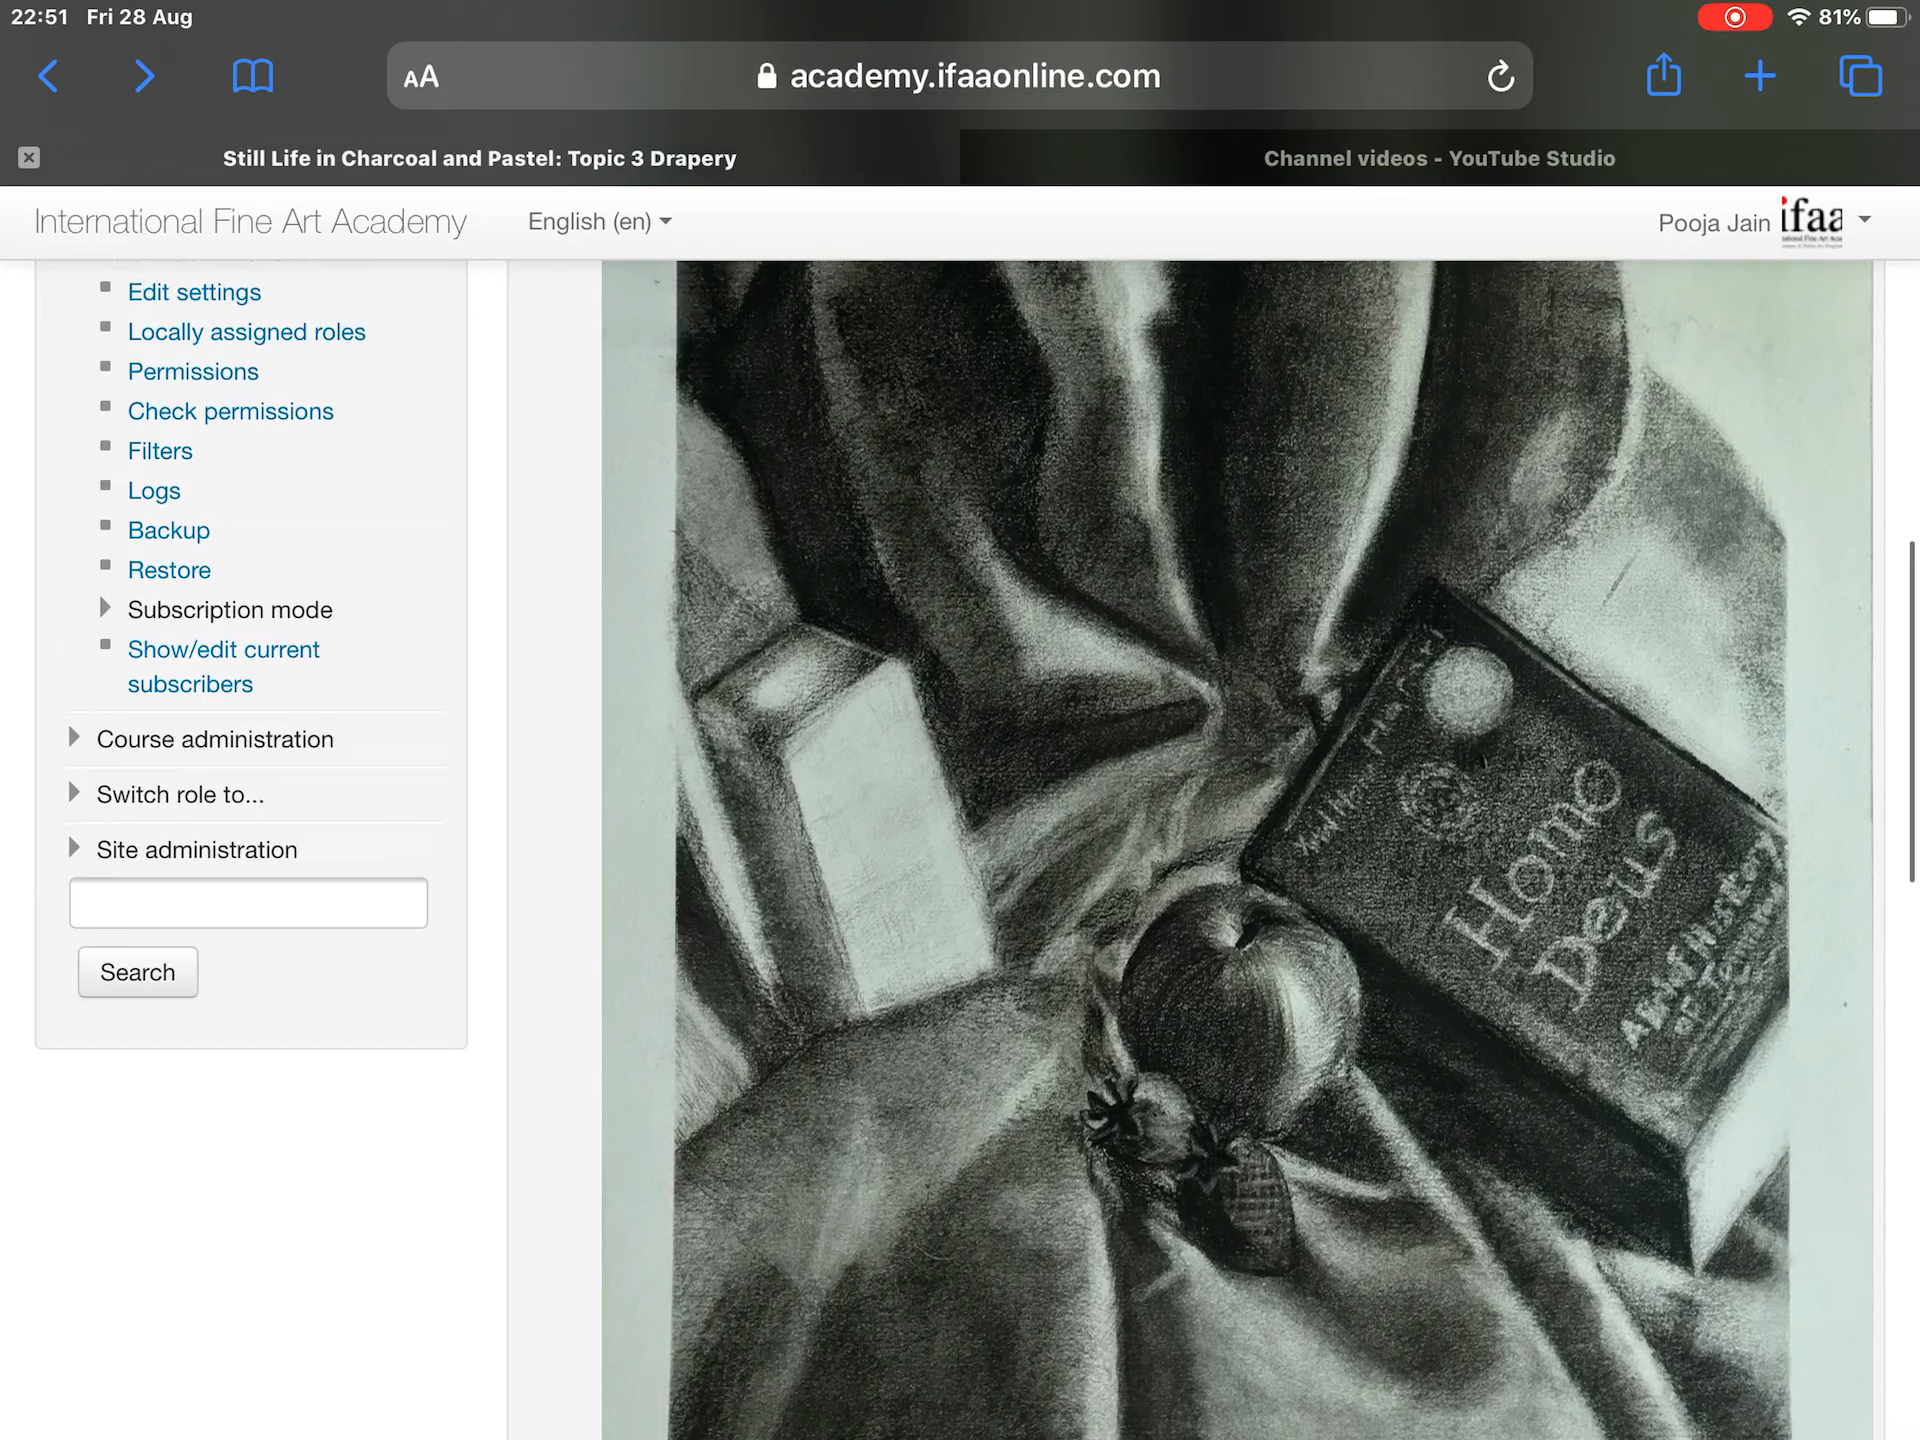 22:51 Fri 28 Aug
81%
AA
academy.ifaaonline.com
Still Life in Charcoal and Pastel: Topic 3 Drapery
Channel videos - YouTube Studio
International Fine Art Academy
English (en)
Pooja Jain
ifaa
Edit settings
Locally assigned roles
Permissions
Check permissions
Filters
Logs
Backup
Restore
Subscription mode
Show/edit current
subscribers
Course administration
Switch role to...
Site administration
Search
Homo
Deus